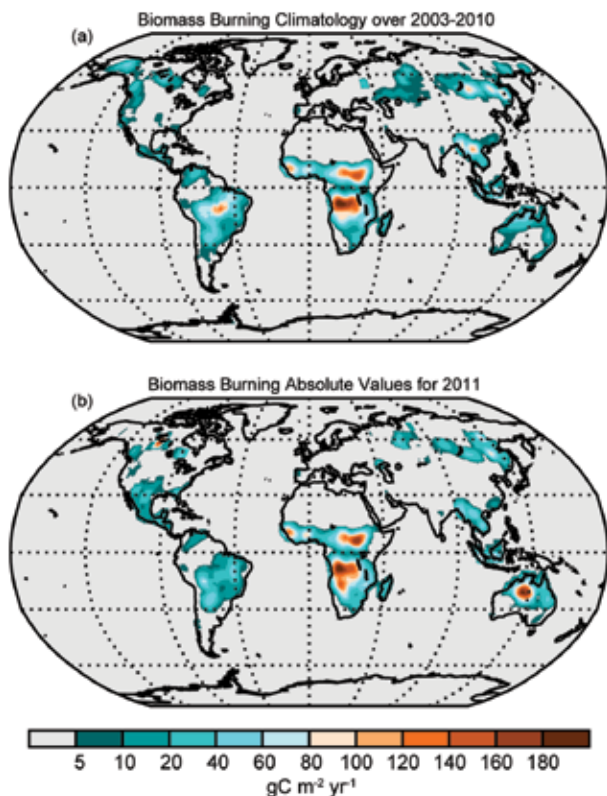 Biomass Burning Climatology over 2003-2010
(a)
Biomass Burning Absolute Values for 2011
(b)
5 10 20 40 60 80 100 120 140 160 180
gC m⁻² yr⁻¹